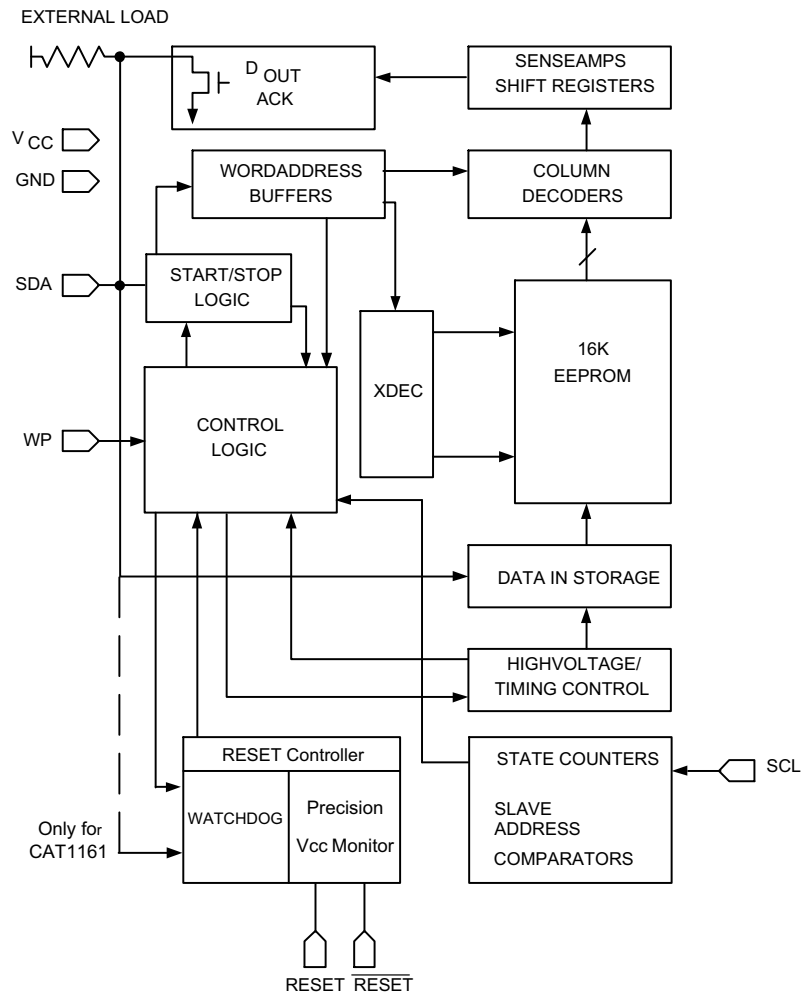 EXTERNAL LOAD
D OUT
ACK
SENSEAMPS
SHIFT REGISTERS
VCC
GND
WORDADDRESS
BUFFERS
COLUMN
DECODERS
SDA
START/STOP
LOGIC
16K
EEPROM
XDEC
WP
CONTROL
LOGIC
DATA IN STORAGE
HIGHVOLTAGE/
TIMING CONTROL
RESET Controller
WATCHDOG
Precision
Vcc Monitor
STATE COUNTERS
SLAVE
ADDRESS
COMPARATORS
SCL
Only for
CAT1161
RESET
R̅E̅S̅E̅T̅